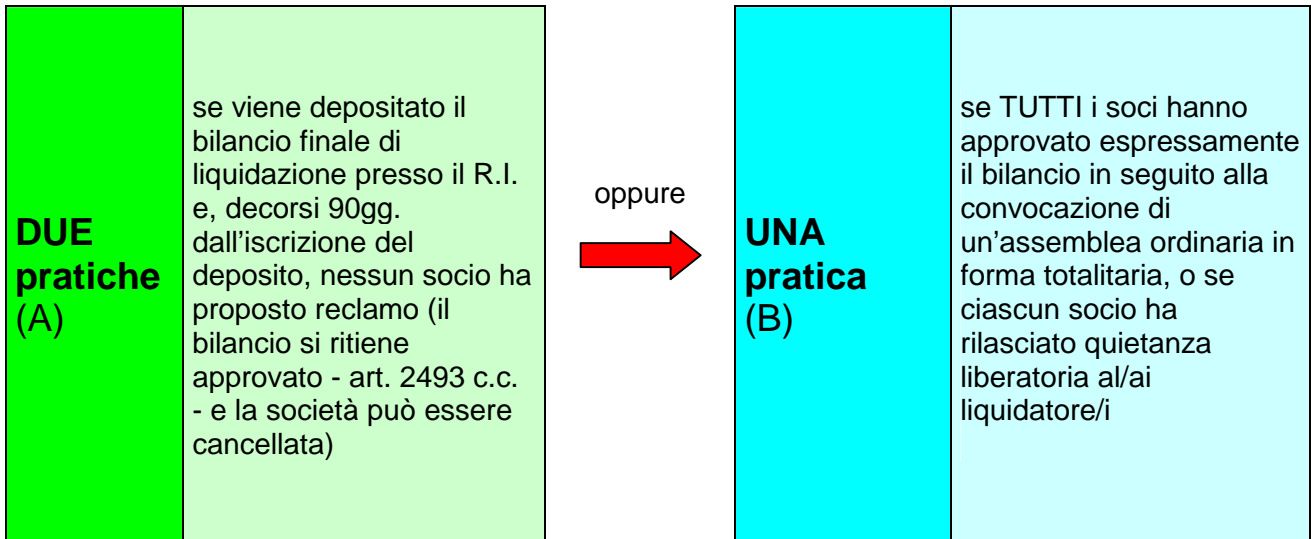 DUE
pratiche
(A)
se viene depositato il
bilancio finale di
liquidazione presso il R.I.
e, decorsi 90gg.
dall'iscrizione del
deposito, nessun socio ha
proposto reclamo (il
bilancio si ritiene
approvato - art. 2493 c.c.
- e la società può essere
cancellata)
oppure
UNA
pratica
(B)
se TUTTI i soci hanno
approvato espressamente
il bilancio in seguito alla
convocazione di
un'assemblea ordinaria in
forma totalitaria, o se
ciascun socio ha
rilasciato quietanza
liberatoria al/ai
liquidatore/i